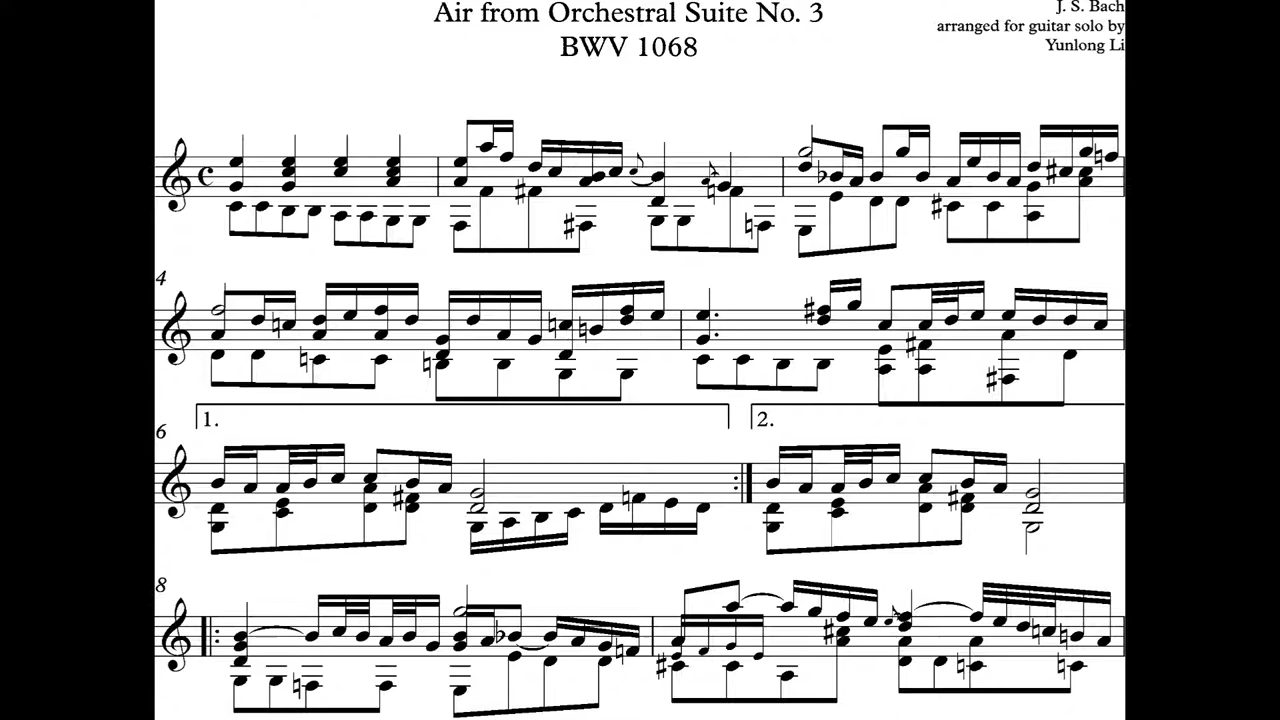 Air from Orchestral Suite No. 3
BWV 1068
J. S. Bach
arranged for guitar solo by
Yunlong Li
4
6
1.
2.
8